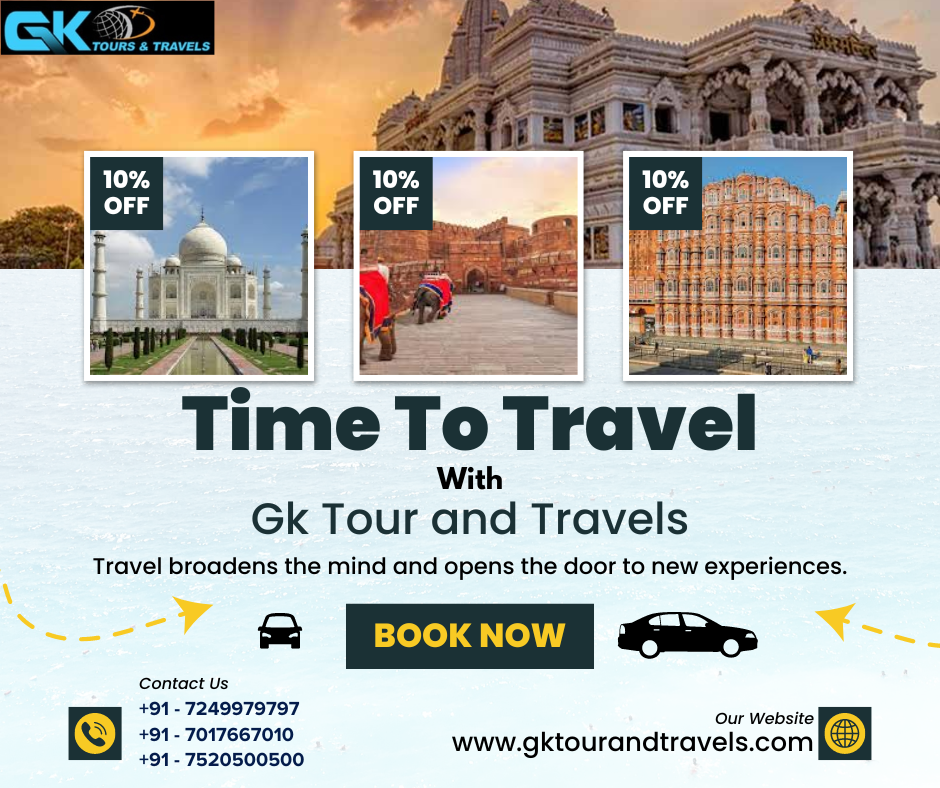 GK
TOURS & TRAVELS
प्रेम मन्दिर
10%
OFF
10%
OFF
10%
OFF
Time To Travel
With
Gk Tour and Travels
Travel broadens the mind and opens the door to new experiences.
BOOK NOW
Contact Us
+91 - 7249979797
+91 - 7017667010
+91 - 7520500500
Our Website
www.gktourandtravels.com